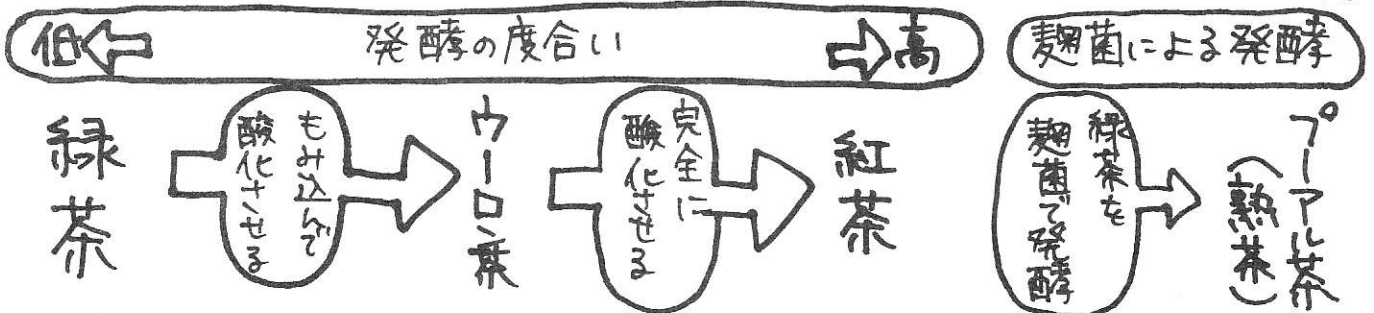 低
発酵の度合い
高
麹菌による発酵
緑茶
もみ込んで
酸化させる
ウーロン茶
完全に
酸化させる
紅茶
緑茶を
麹菌で発酵
プーアル茶
(熟茶)